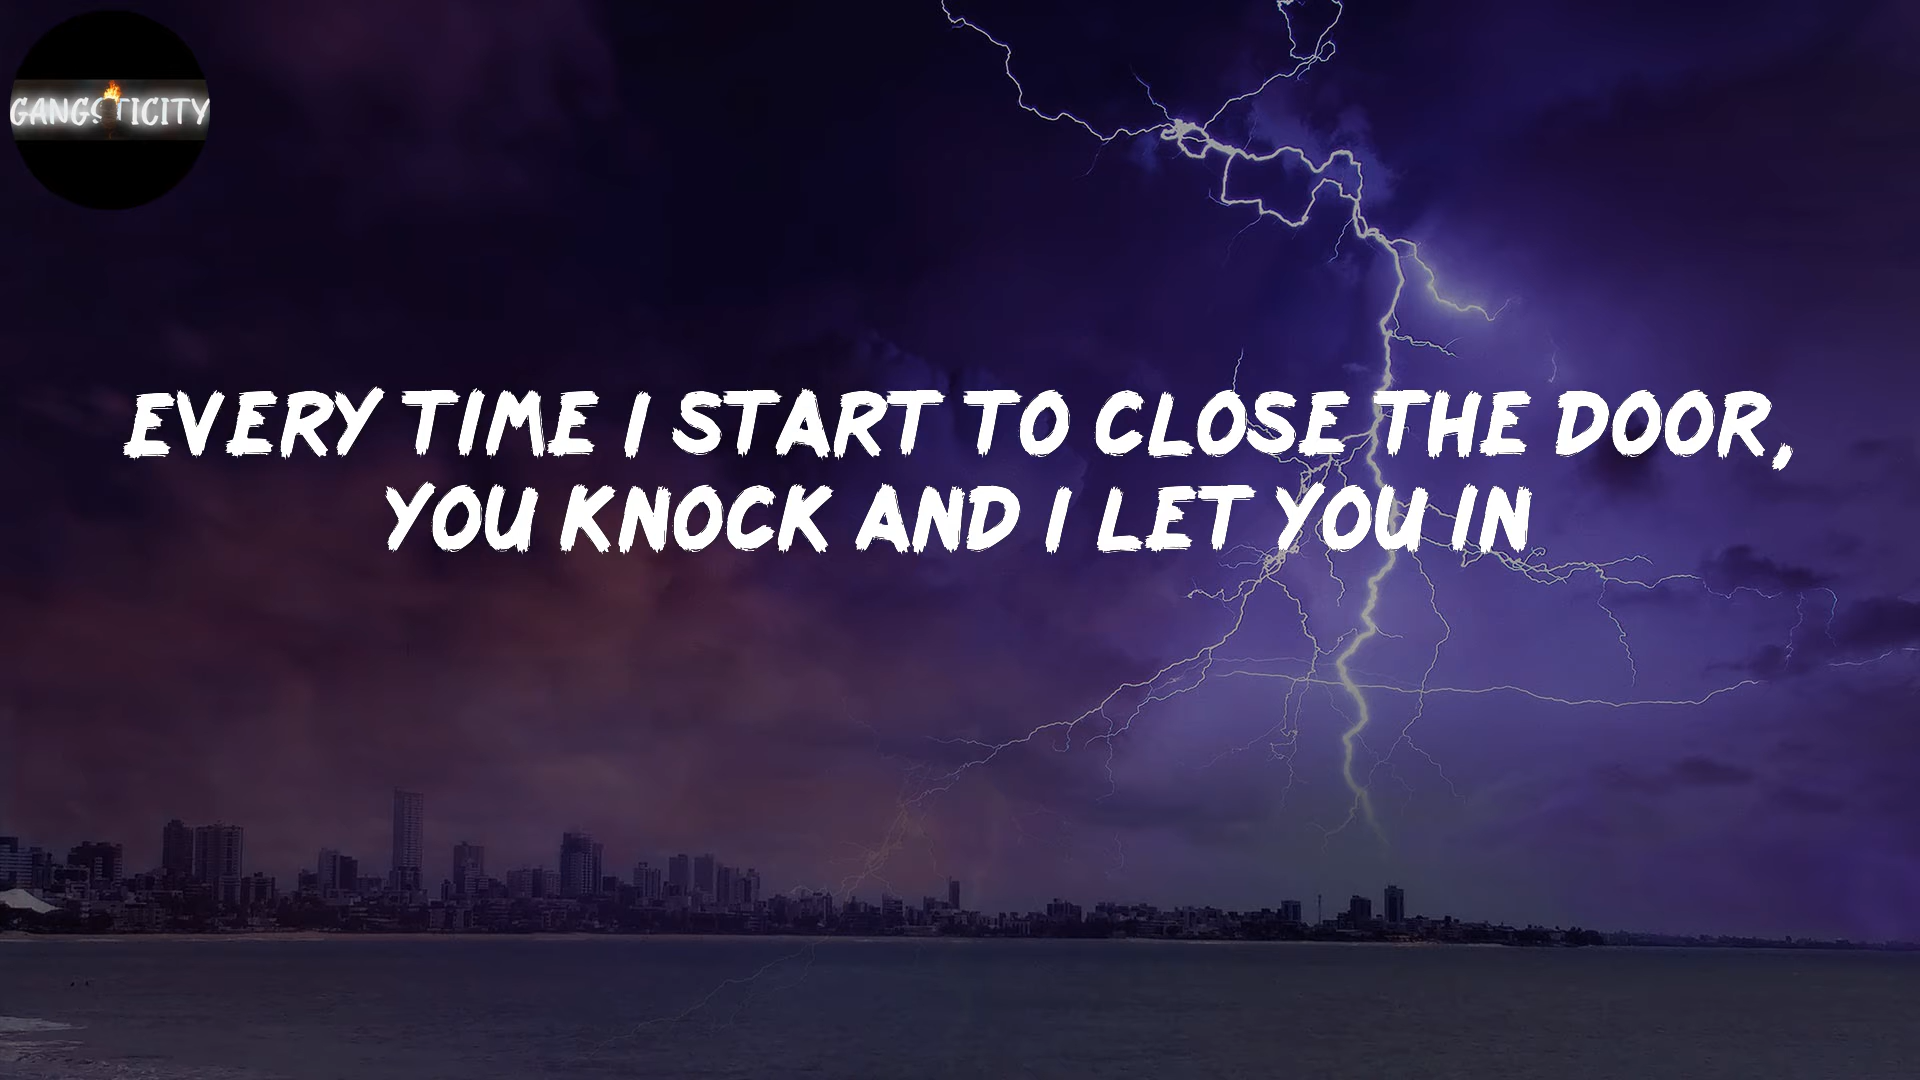 GANGSTICITY
EVERY TIME I START TO CLOSE THE DOOR,
YOU KNOCK AND I LET YOU IN